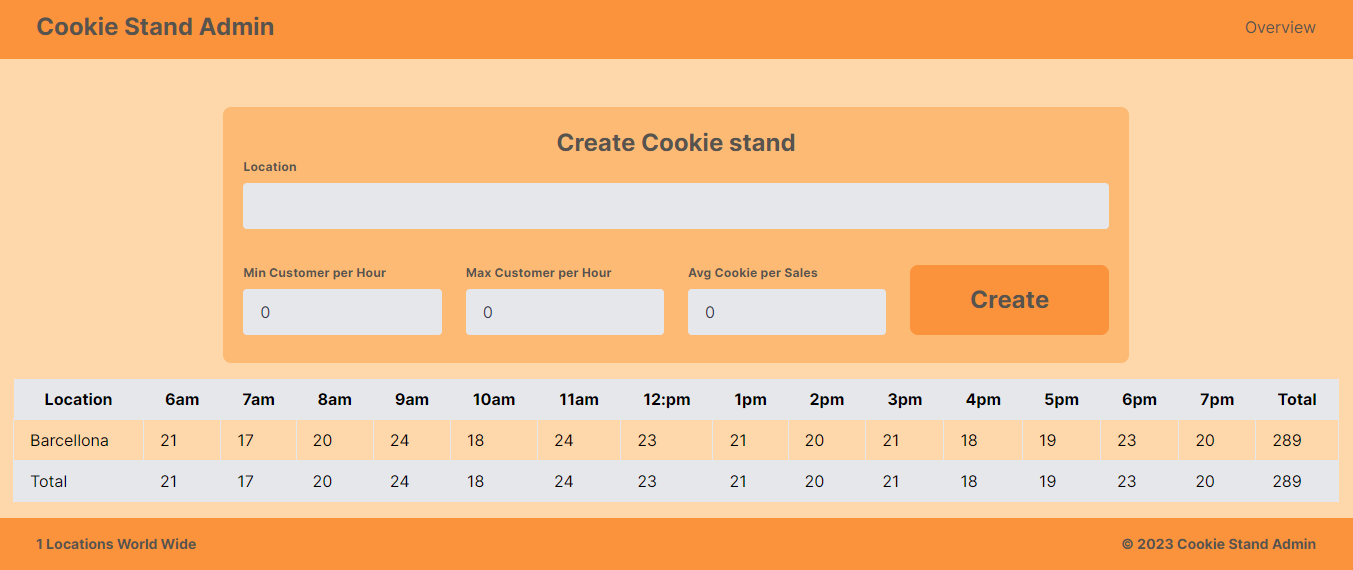 Cookie Stand Admin Overview
Create Cookie stand
Location
Min Customer per Hour Max Customer per Hour Avg Cookie per Sales
0 0 0 Create
Location 6am 7am 8am 9am 10am 11am 12:pm 1pm 2pm 3pm 4pm 5pm 6pm 7pm Total
Barcellona 21 17 20 24 18 24 23 21 20 21 18 19 23 20 289
Total 21 17 20 24 18 24 23 21 20 21 18 19 23 20 289
1 Locations World Wide © 2023 Cookie Stand Admin